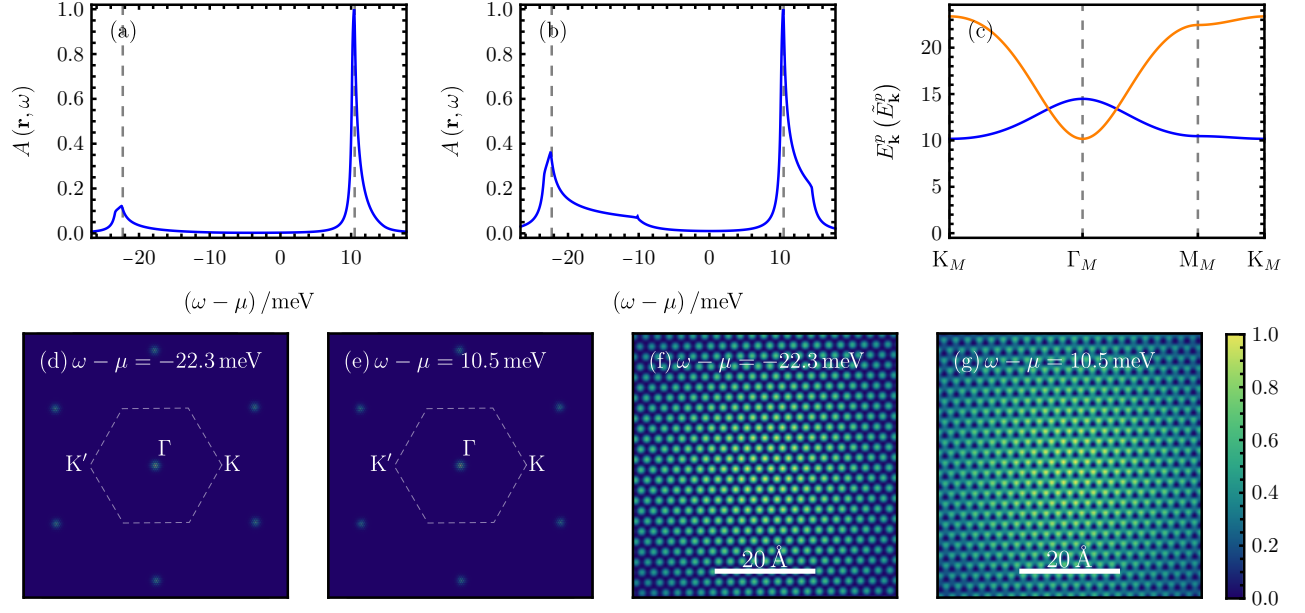 (a)
A (r, ω)
0.0
0.2
0.4
0.6
0.8
1.0
−20
−10
0
10
(ω − μ) /meV
(b)
A (r, ω)
0.0
0.2
0.4
0.6
0.8
1.0
−20
−10
0
10
(ω − μ) /meV
(c)
E^p_k (Ẽ^p_k)
0
5
10
15
20
K_M
Γ_M
M_M
K_M
(d) ω − μ = −22.3 meV
Γ
K′
K
(e) ω − μ = 10.5 meV
Γ
K′
K
(f) ω − μ = −22.3 meV
20 Å
(g) ω − μ = 10.5 meV
20 Å
1.0
0.8
0.6
0.4
0.2
0.0